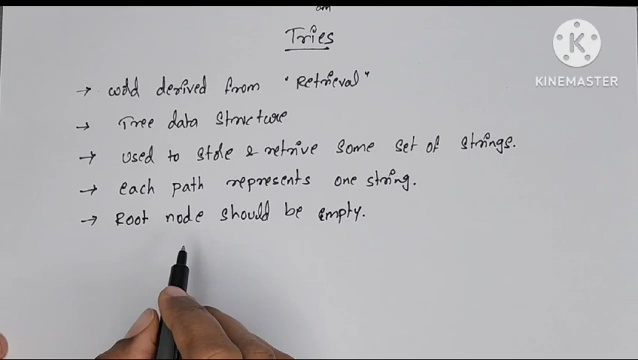 on
Tries
K
KINEMASTER
→ word derived from "Retrieval"
→ Tree data structure
→ used to store & retrive some set of strings.
→ each path represents one string.
→ Root node should be empty.